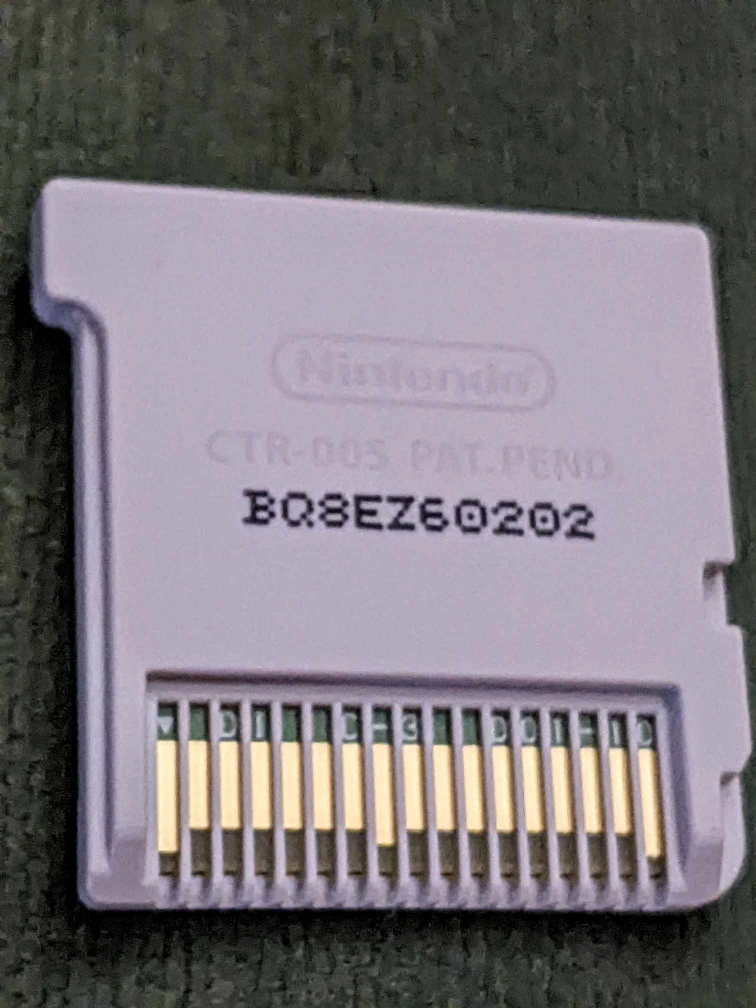 Nintendo
CTR-005 PAT.PEND
BQ8EZ60202